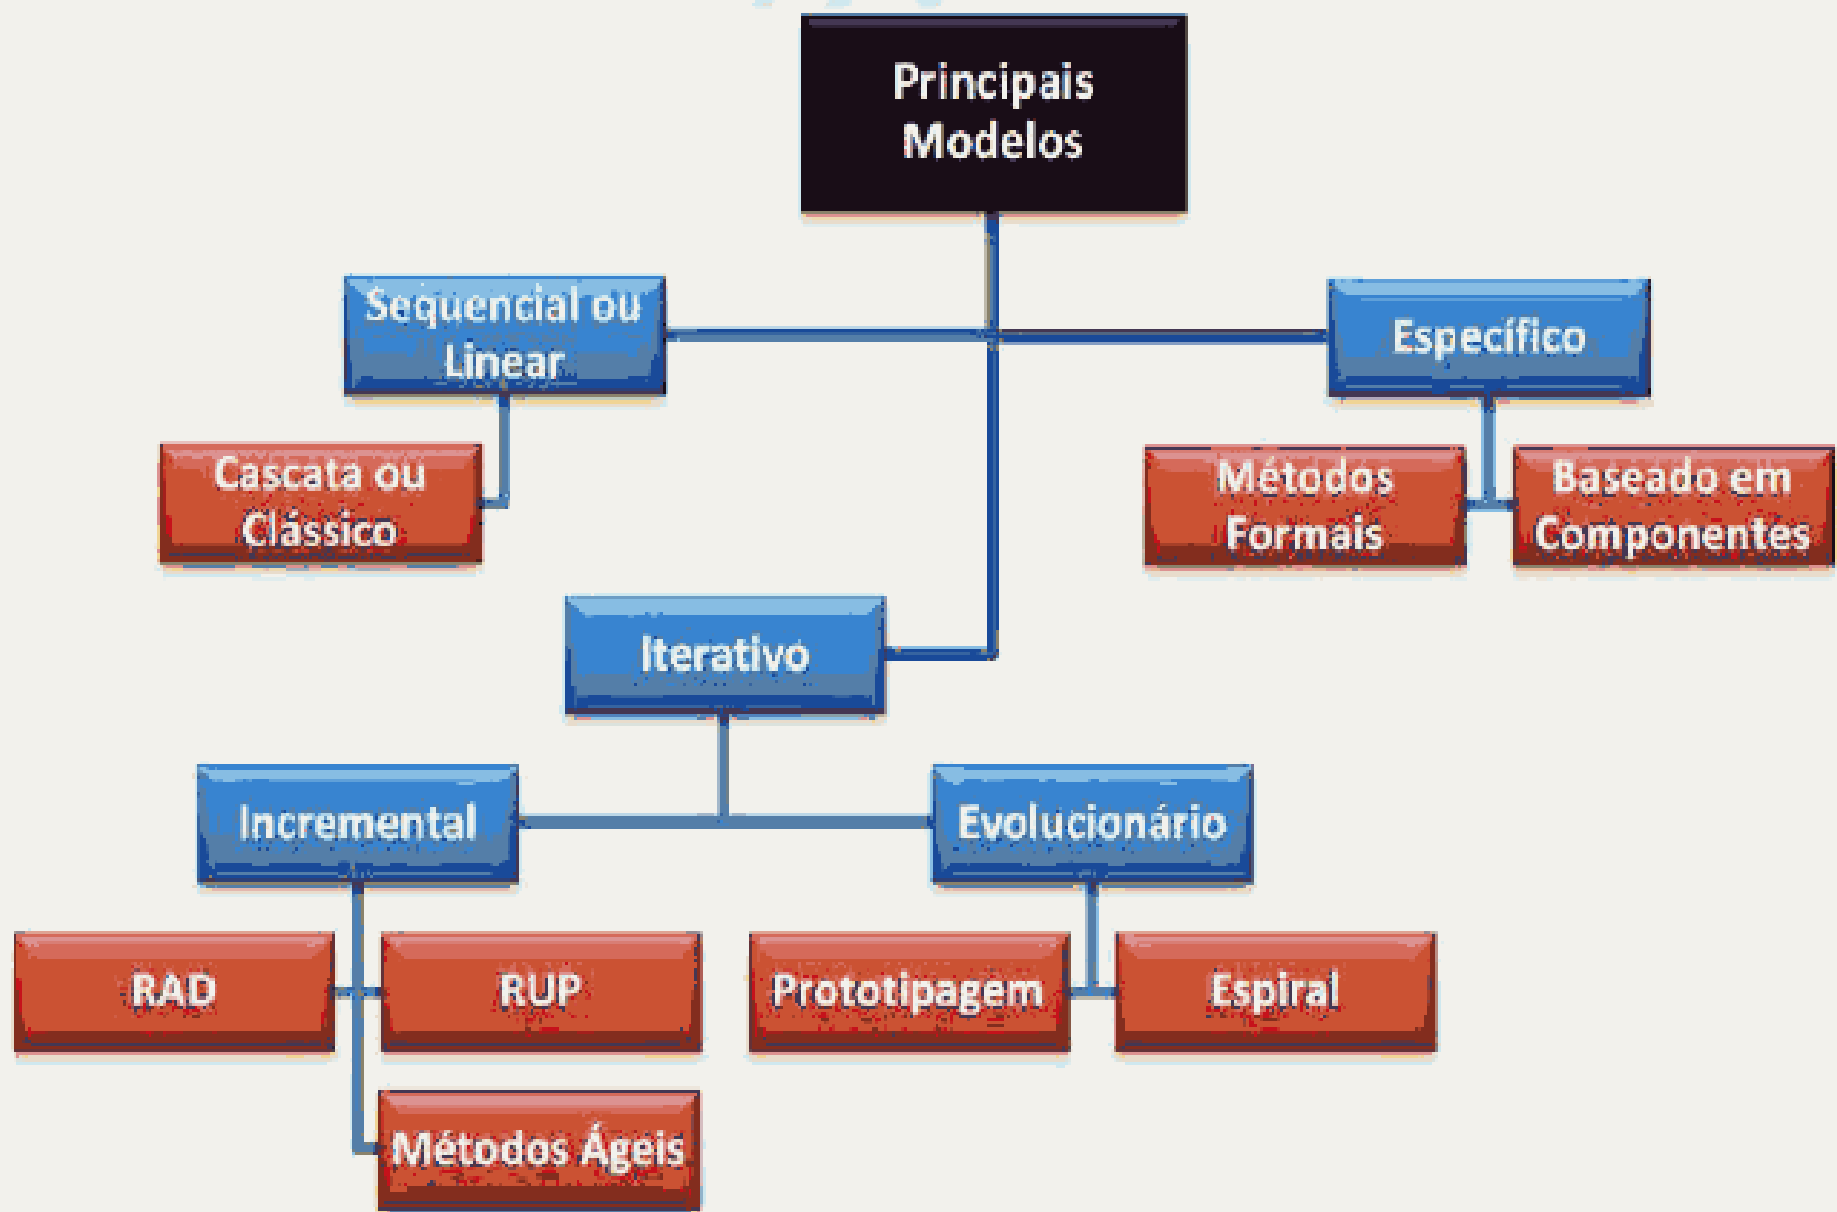 Principais
Modelos
Sequencial ou
Linear
Específico
Cascata ou
Clássico
Métodos
Formais
Baseado em
Componentes
Iterativo
Incremental
Evolucionário
RAD
RUP
Prototipagem
Espiral
Métodos Ágeis